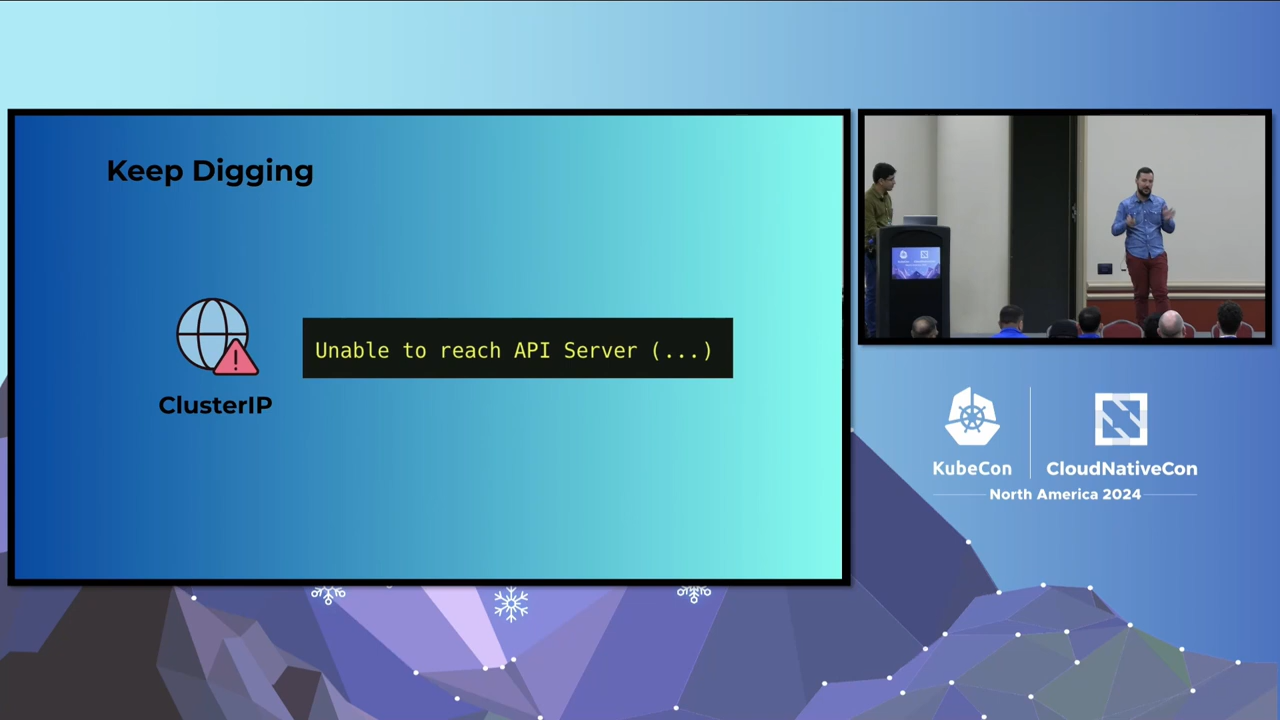 Keep Digging
Unable to reach API Server (...)
ClusterIP
KubeCon
CloudNativeCon
North America 2024